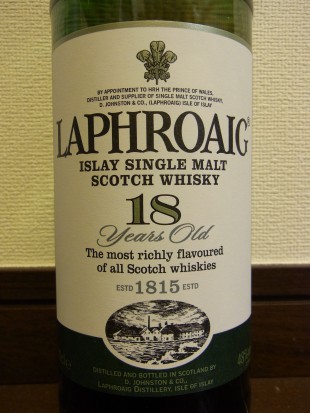 BY APPOINTMENT TO HRH THE PRINCE OF WALES,
DISTILLER AND SUPPLIER OF SINGLE MALT SCOTCH WHISKY,
D. JOHNSTON & CO., (LAPHROAIG) ISLE OF ISLAY
LAPHROAIG®
ISLAY SINGLE MALT
SCOTCH WHISKY
18
Years Old
The most richly flavoured
of all Scotch whiskies
ESTD 1815 ESTD
DISTILLED AND BOTTLED IN SCOTLAND BY
D. JOHNSTON & CO.,
LAPHROAIG DISTILLERY, ISLE OF ISLAY